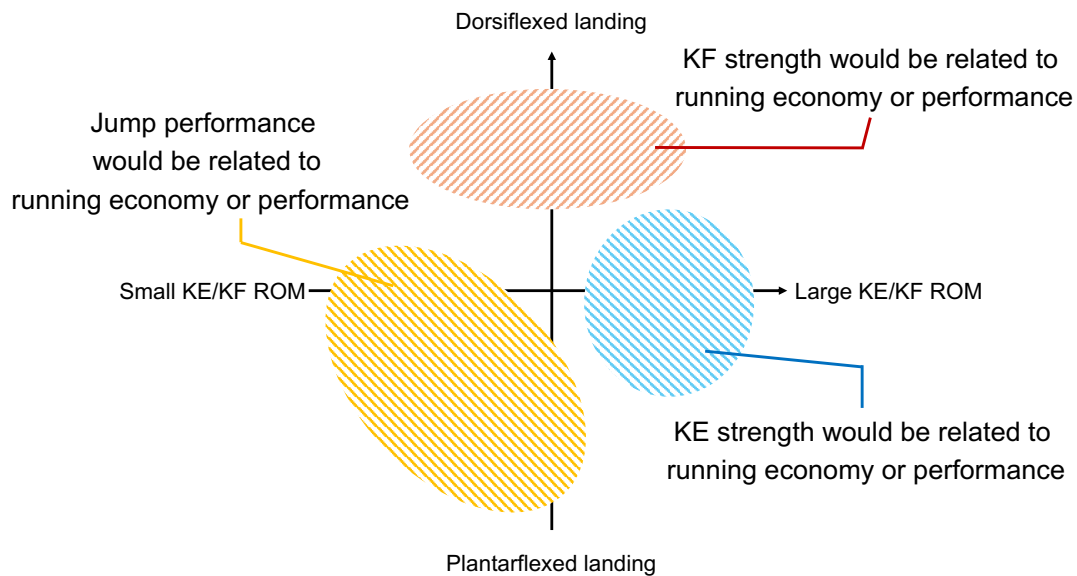 Dorsiflexed landing
KF strength would be related to
running economy or performance
Jump performance
would be related to
running economy or performance
Small KE/KF ROM
Large KE/KF ROM
KE strength would be related to
running economy or performance
Plantarflexed landing